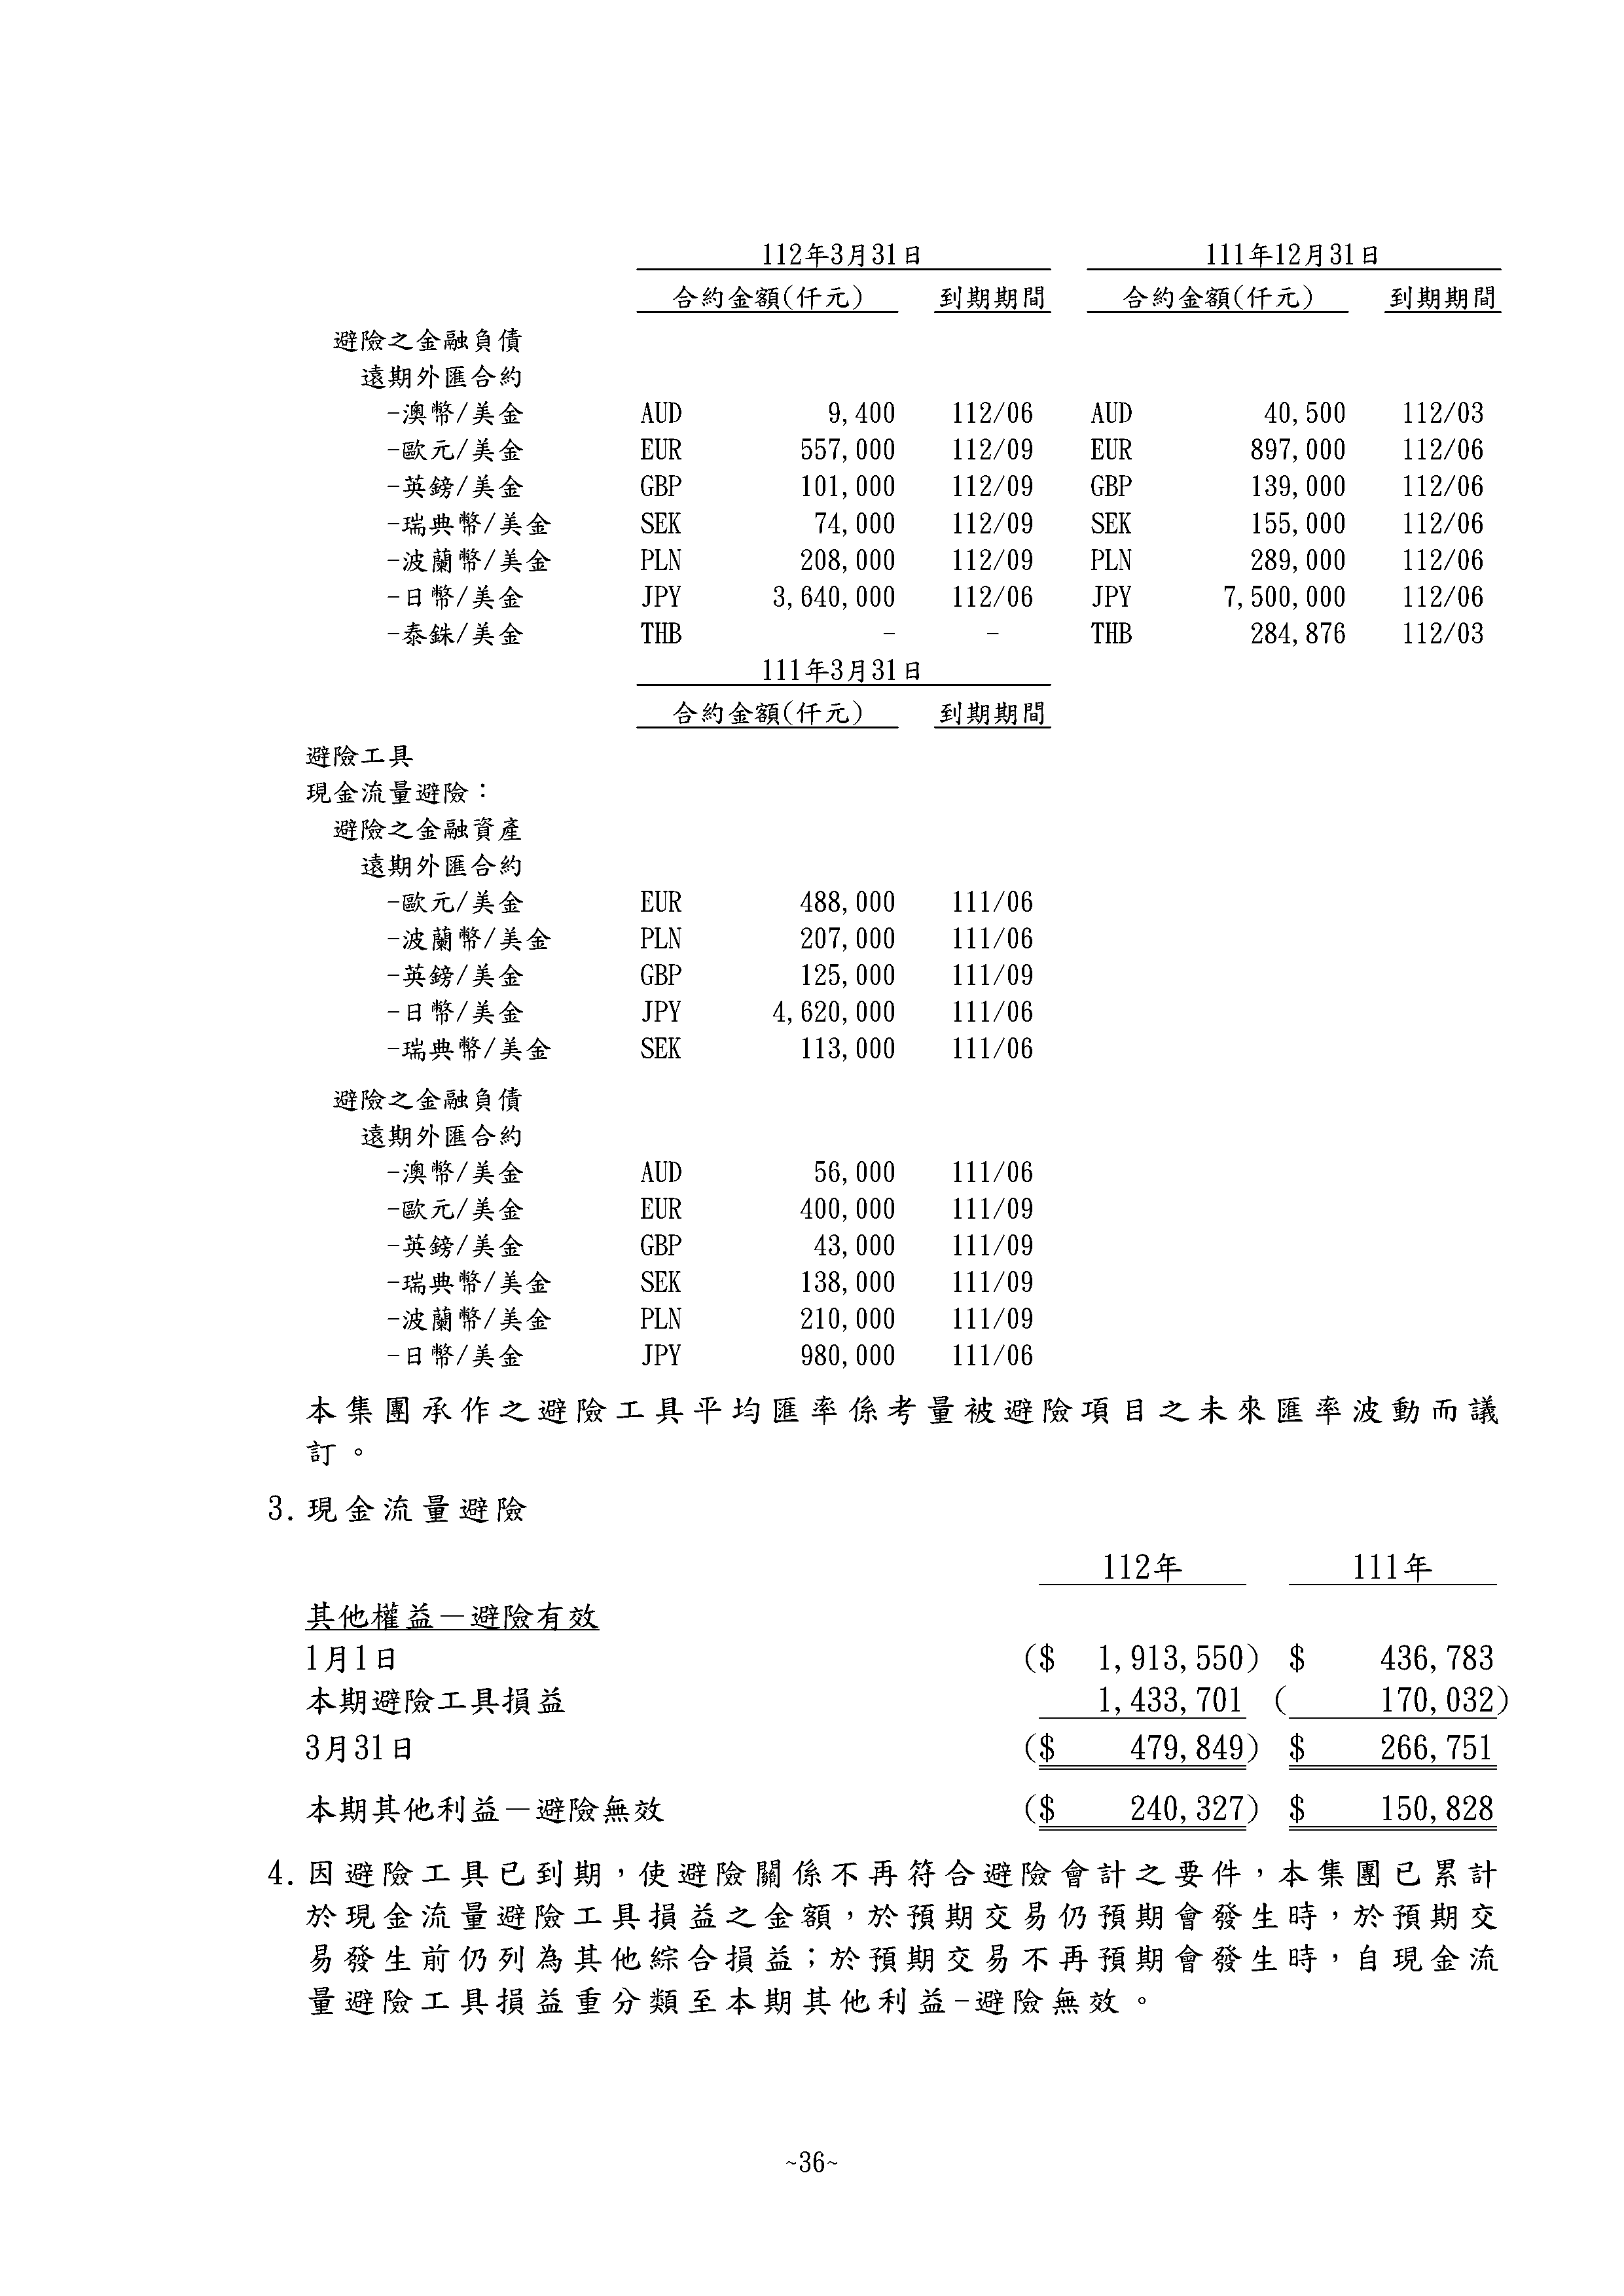 112年3月31日 111年12月31日
合約金額(仟元) 到期期間 合約金額(仟元) 到期期間
避險之金融負債
遠期外匯合約
-澳幣/美金 AUD 9,400 112/06 AUD 40,500 112/03
-歐元/美金 EUR 557,000 112/09 EUR 897,000 112/06
-英鎊/美金 GBP 101,000 112/09 GBP 139,000 112/06
-瑞典幣/美金 SEK 74,000 112/09 SEK 155,000 112/06
-波蘭幣/美金 PLN 208,000 112/09 PLN 289,000 112/06
-日幣/美金 JPY 3,640,000 112/06 JPY 7,500,000 112/06
-泰銖/美金 THB - - THB 284,876 112/03
111年3月31日
合約金額(仟元) 到期期間
避險工具
現金流量避險：
避險之金融資產
遠期外匯合約
-歐元/美金 EUR 488,000 111/06
-波蘭幣/美金 PLN 207,000 111/06
-英鎊/美金 GBP 125,000 111/09
-日幣/美金 JPY 4,620,000 111/06
-瑞典幣/美金 SEK 113,000 111/06
避險之金融負債
遠期外匯合約
-澳幣/美金 AUD 56,000 111/06
-歐元/美金 EUR 400,000 111/09
-英鎊/美金 GBP 43,000 111/09
-瑞典幣/美金 SEK 138,000 111/09
-波蘭幣/美金 PLN 210,000 111/09
-日幣/美金 JPY 980,000 111/06
本集團承作之避險工具平均匯率係考量被避險項目之未來匯率波動而議
訂。
3.現金流量避險
112年 111年
其他權益－避險有效
1月1日 ($ 1,913,550) $ 436,783
本期避險工具損益 1,433,701 ( 170,032)
3月31日 ($ 479,849) $ 266,751
本期其他利益－避險無效 ($ 240,327) $ 150,828
4.因避險工具已到期，使避險關係不再符合避險會計之要件，本集團已累計
於現金流量避險工具損益之金額，於預期交易仍預期會發生時，於預期交
易發生前仍列為其他綜合損益；於預期交易不再預期會發生時，自現金流
量避險工具損益重分類至本期其他利益-避險無效。
~36~